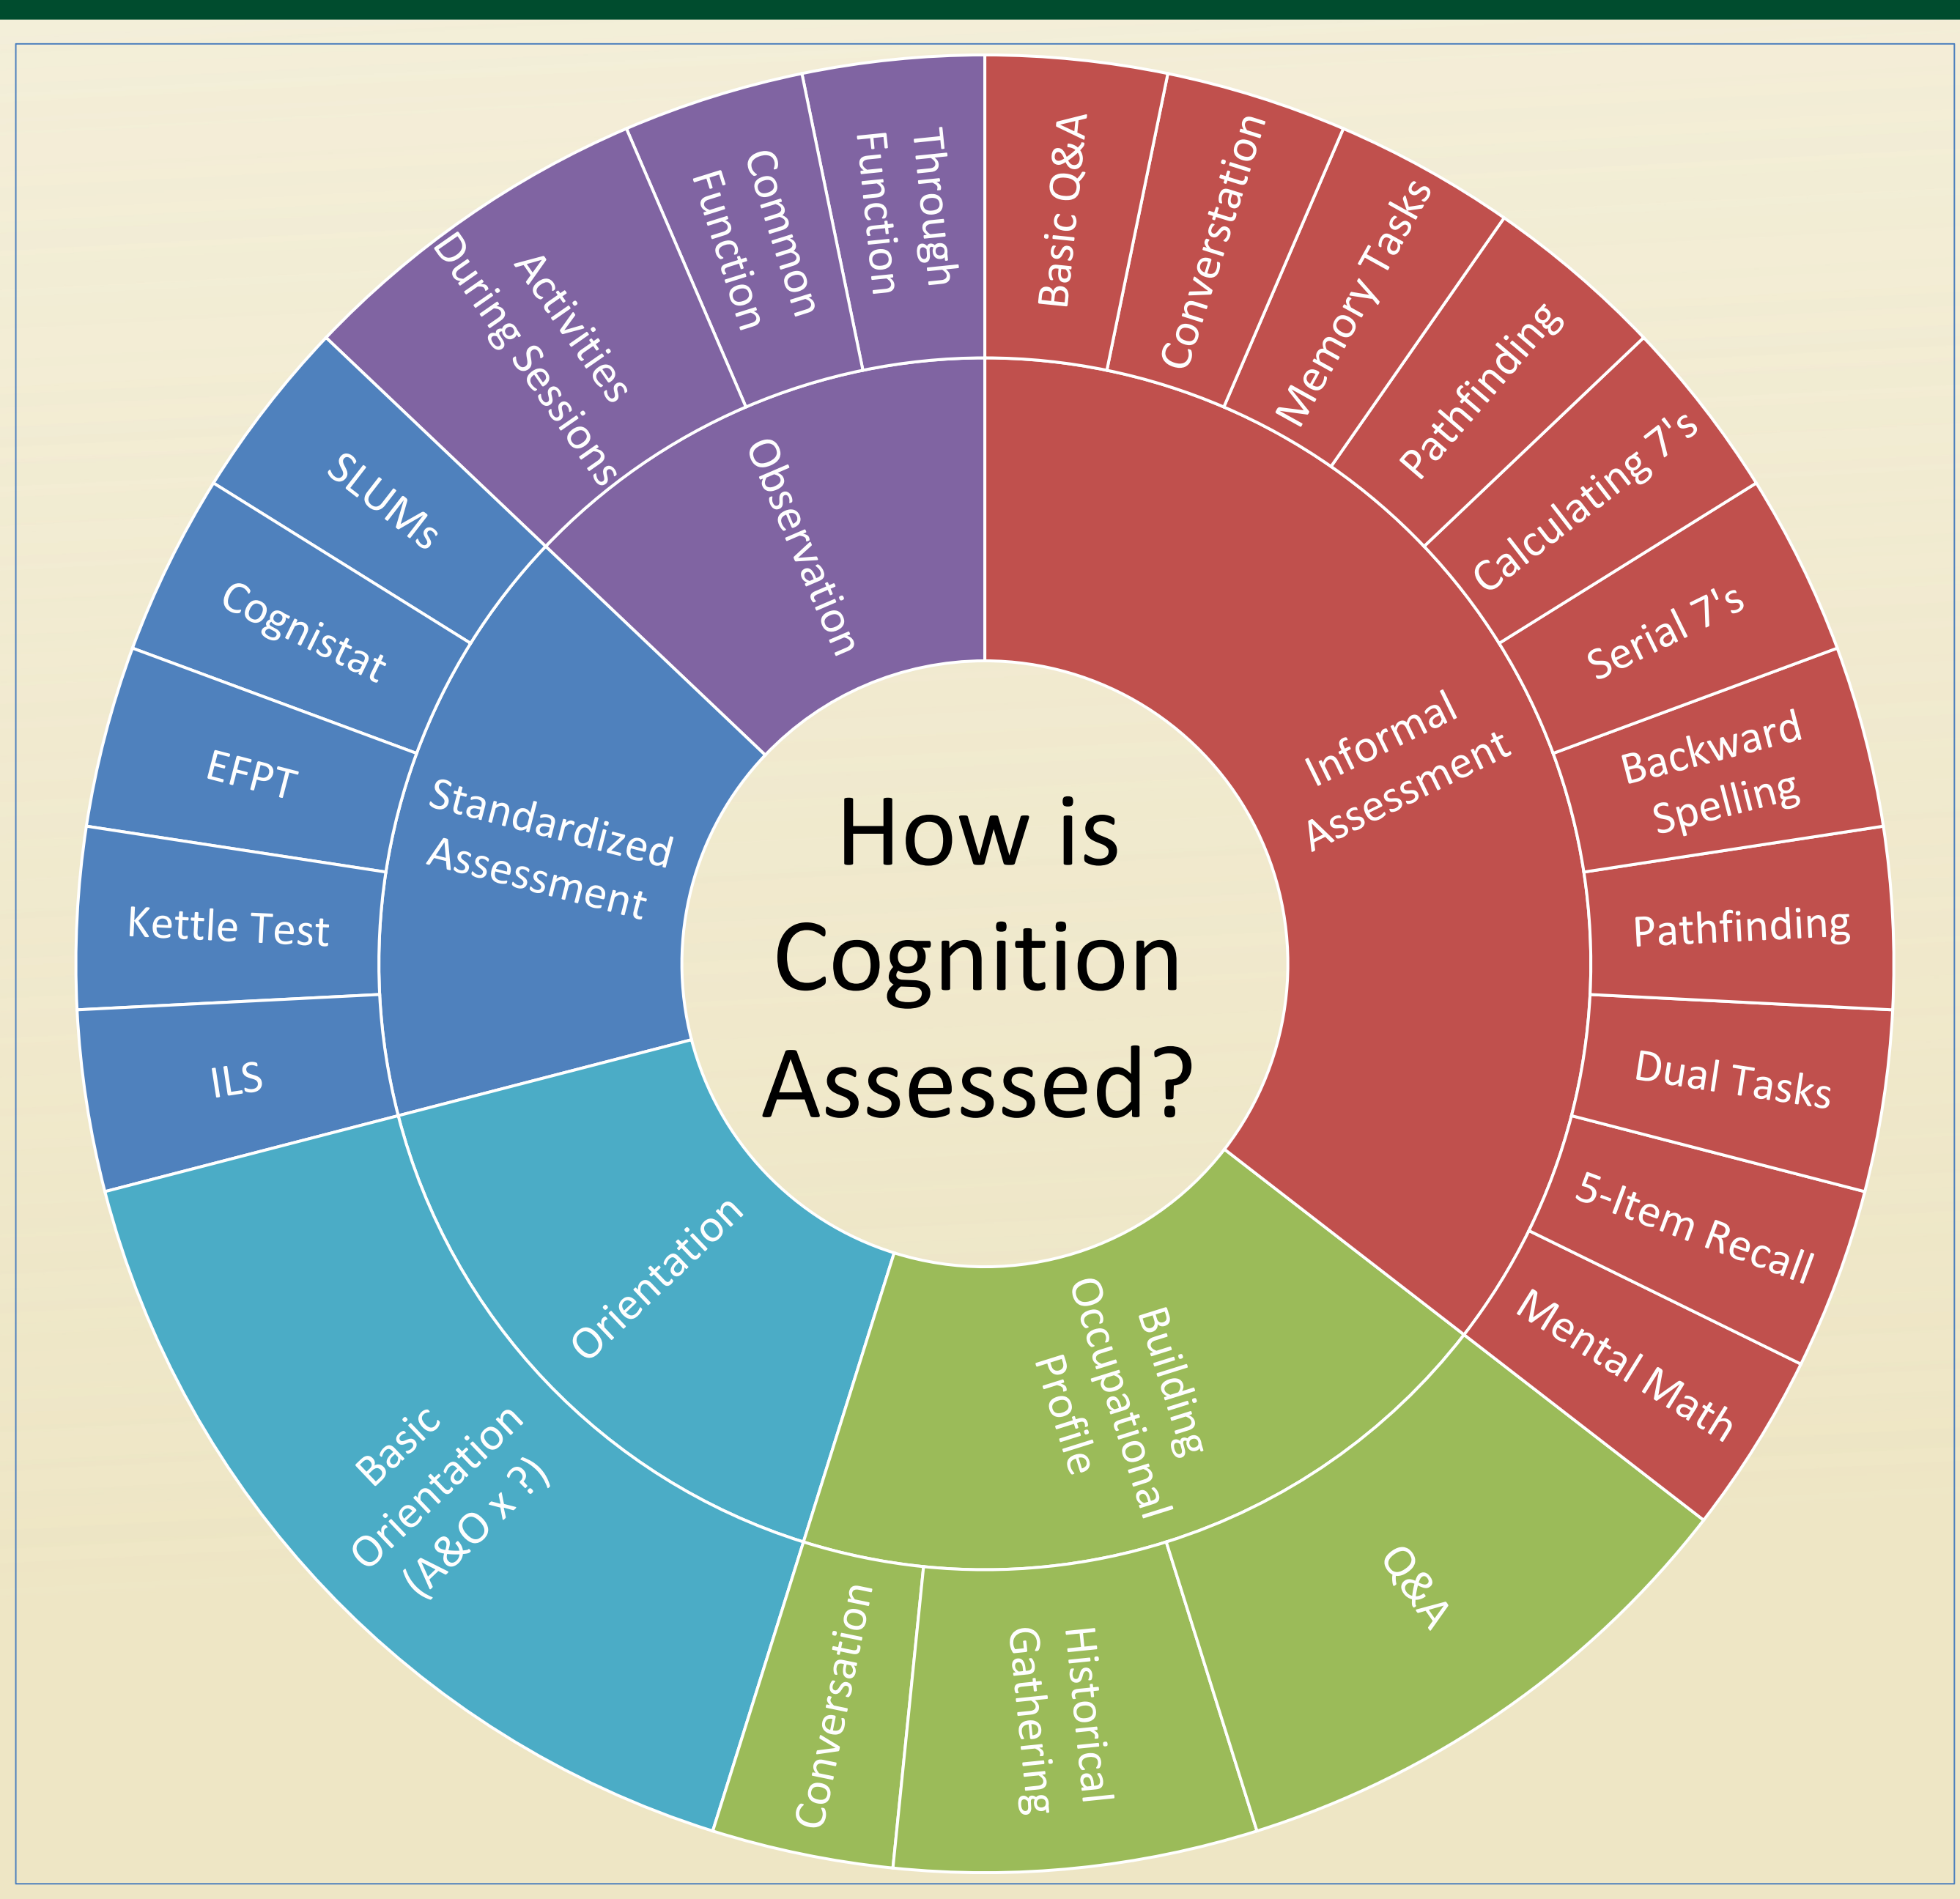 How is
Cognition
Assessed?
Informal
Assessment
Basic Q&A
Conversation
Memory Tasks
Pathfinding
Calculating 7's
Serial 7's
Backward
Spelling
Pathfinding
Dual Tasks
5-Item Recall
Mental Math
Building
Occupational
Profile
Q&A
Historical
Gathering
Conversation
Orientation
Basic
Orientation
(A&O x ?)
Standardized
Assessment
ILS
Kettle Test
EFPT
Cognistat
SLUMs
Observation
Activities
During Sessions
Common
Function
Through
Function